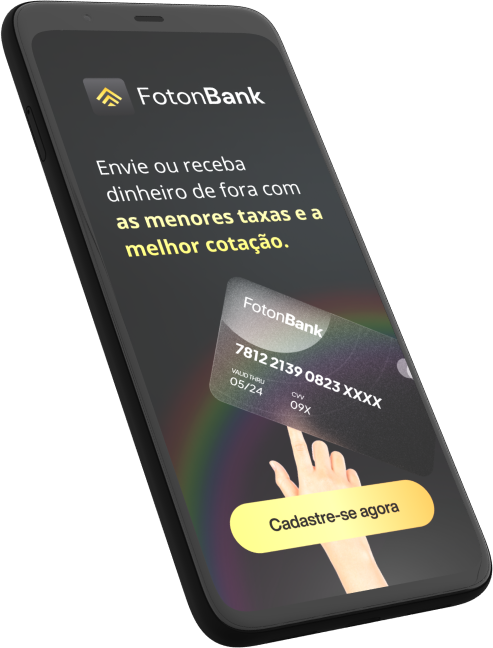 FotonBank
Envie ou receba
dinheiro de fora com
as menores taxas e a
melhor cotação.
FotonBank
7812 2139 0823 XXXX
VALID THRU
05/24
CVV
09X
Cadastre-se agora